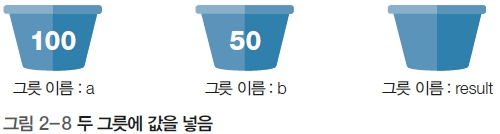 100 50
그릇 이름 : a 그릇 이름 : b 그릇 이름 : result
그림 2-8 두 그릇에 값을 넣음